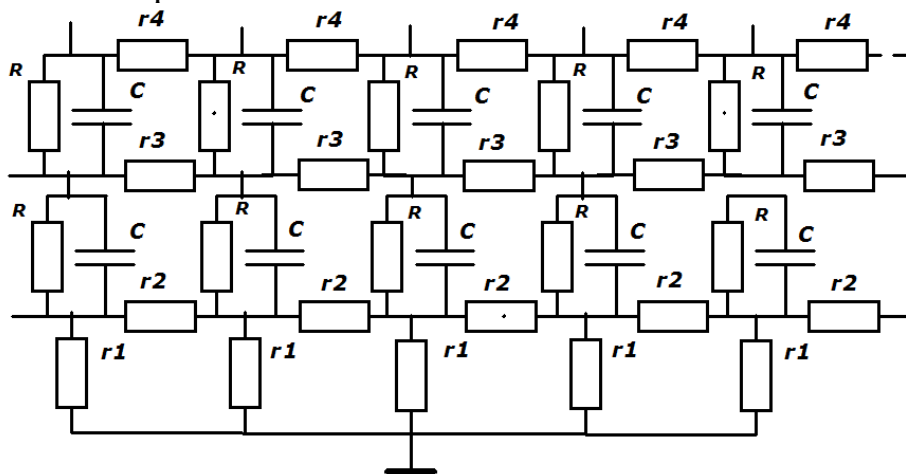 r4 r4 r4 r4 r4
R R R R R
C C C C C
r3 r3 r3 r3 r3
R R R R R
C C C C C
r2 r2 r2 r2 r2
r1 r1 r1 r1 r1